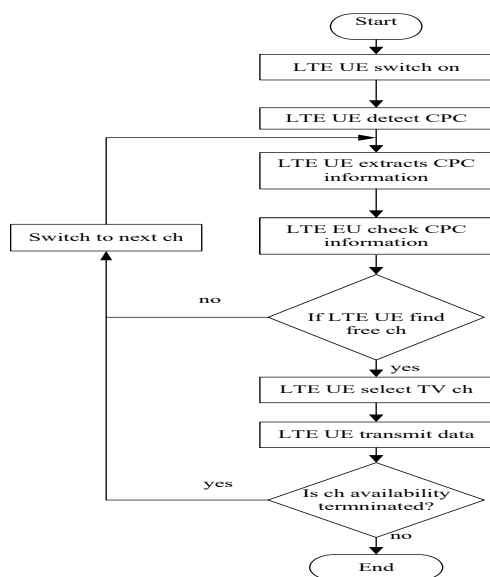 Start
LTE UE switch on
LTE UE detect CPC
LTE UE extracts CPC
information
Switch to next ch
LTE EU check CPC
information
no
If LTE UE find
free ch
yes
LTE UE select TV ch
LTE UE transmit data
yes
Is ch availability
termninated?
no
End